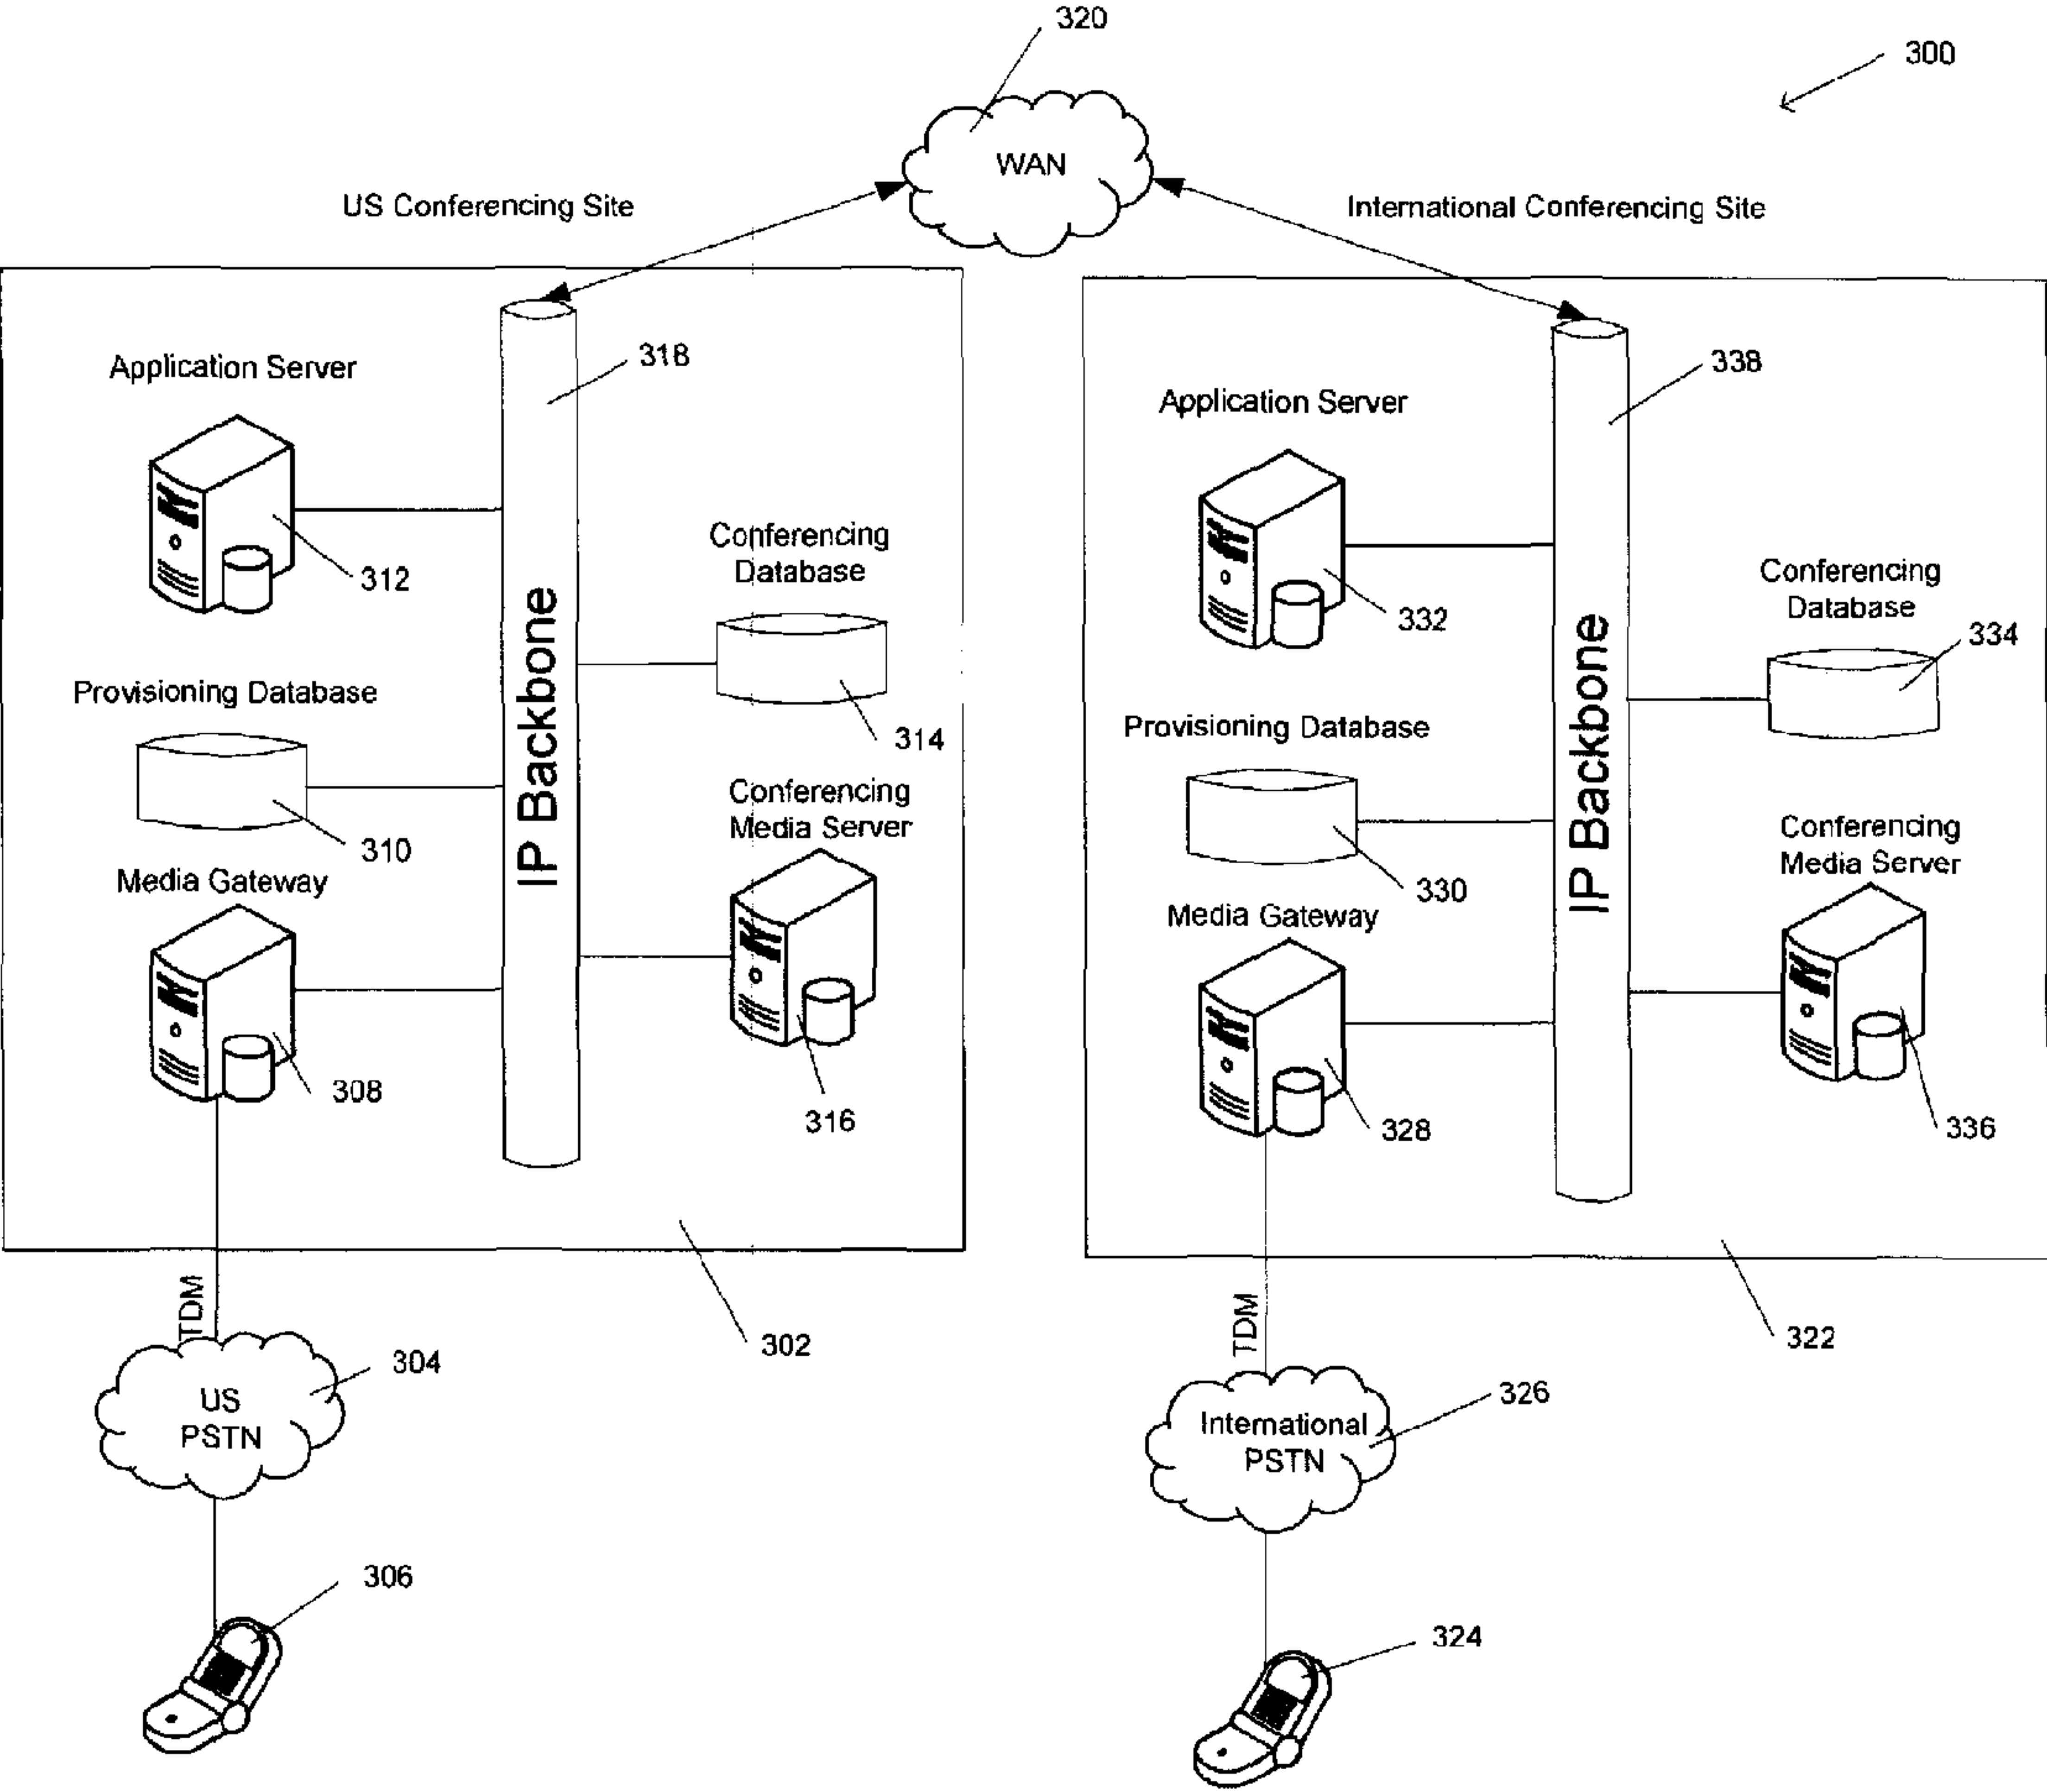 320
300
WAN
US Conferencing Site
International Conferencing Site
Application Server
318
312
Conferencing
Database
314
Provisioning Database
310
IP Backbone
Conferencing
Media Server
316
Media Gateway
308
302
TDM
304
US
PSTN
306
Application Server
338
332
Conferencing
Database
334
Provisioning Database
330
IP Backbone
Conferencing
Media Server
336
Media Gateway
328
322
TDM
326
International
PSTN
324